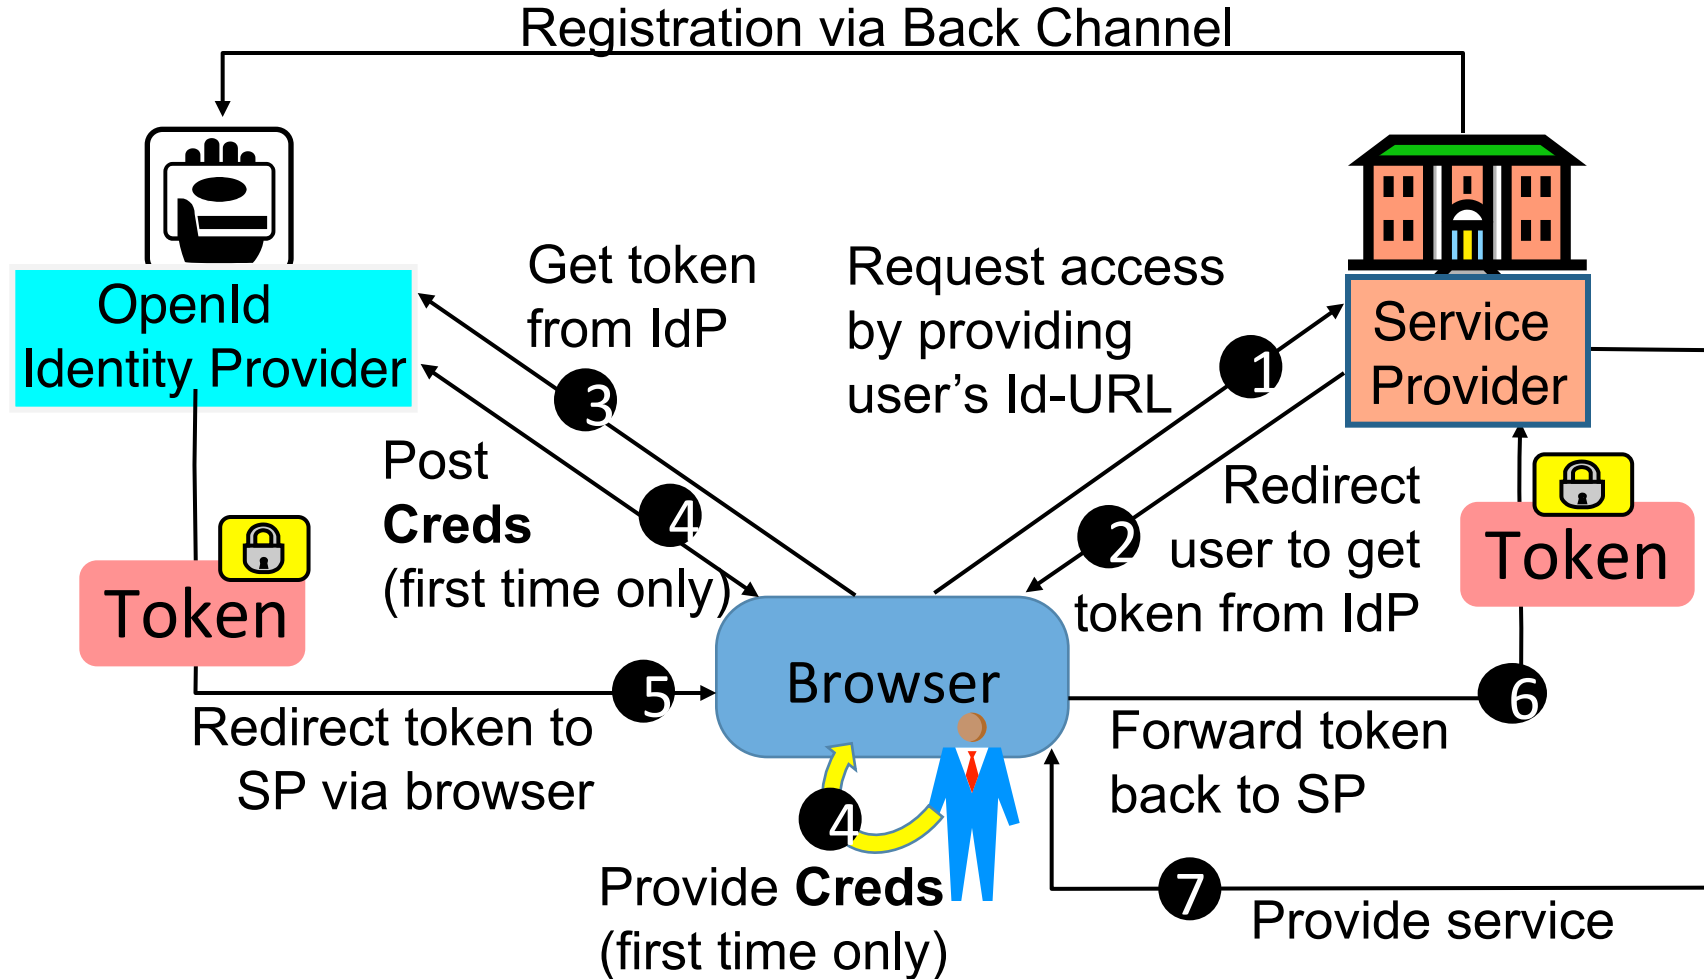 Registration via Back Channel
OpenId
Identity Provider
Get token
from IdP
3
Request access
by providing
user's Id-URL
1
Service
Provider
Post
Creds
(first time only)
4
2
Redirect
user to get
token from IdP
Token
Token
Browser
5
Redirect token to
SP via browser
6
Forward token
back to SP
4
Provide Creds
(first time only)
7
Provide service